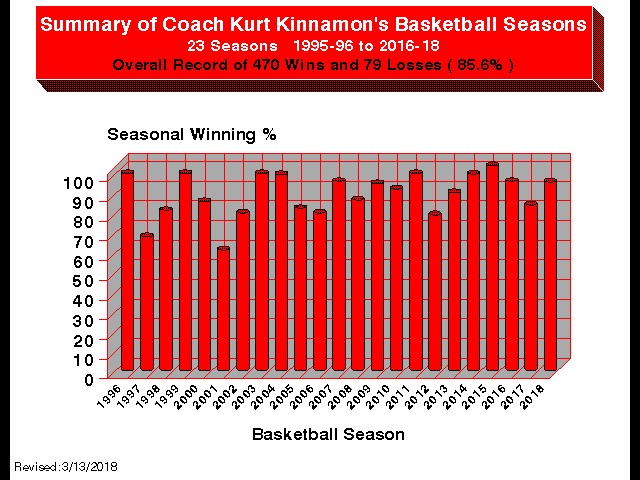 Summary of Coach Kurt Kinnamon's Basketball Seasons
23 Seasons 1995-96 to 2016-18
Overall Record of 470 Wins and 79 Losses ( 85.6% )
Seasonal Winning %
100
90
80
70
60
50
40
30
20
10
0
1996 1997 1998 1999 2000 2001 2002 2003 2004 2005 2006 2007 2008 2009 2010 2011 2012 2013 2014 2015 2016 2017 2018
Basketball Season
Revised:3/13/2018